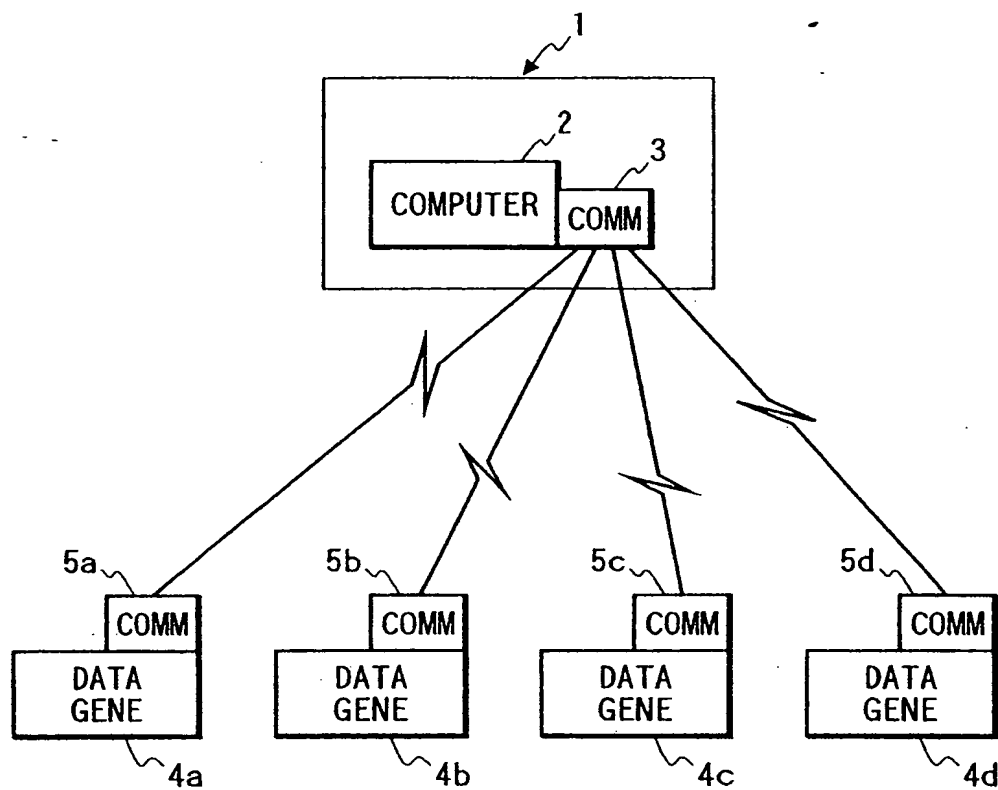 1
2
3
COMPUTER
COMM
5a
5b
5c
5d
COMM
COMM
COMM
COMM
DATA
GENE
DATA
GENE
DATA
GENE
DATA
GENE
4a
4b
4c
4d